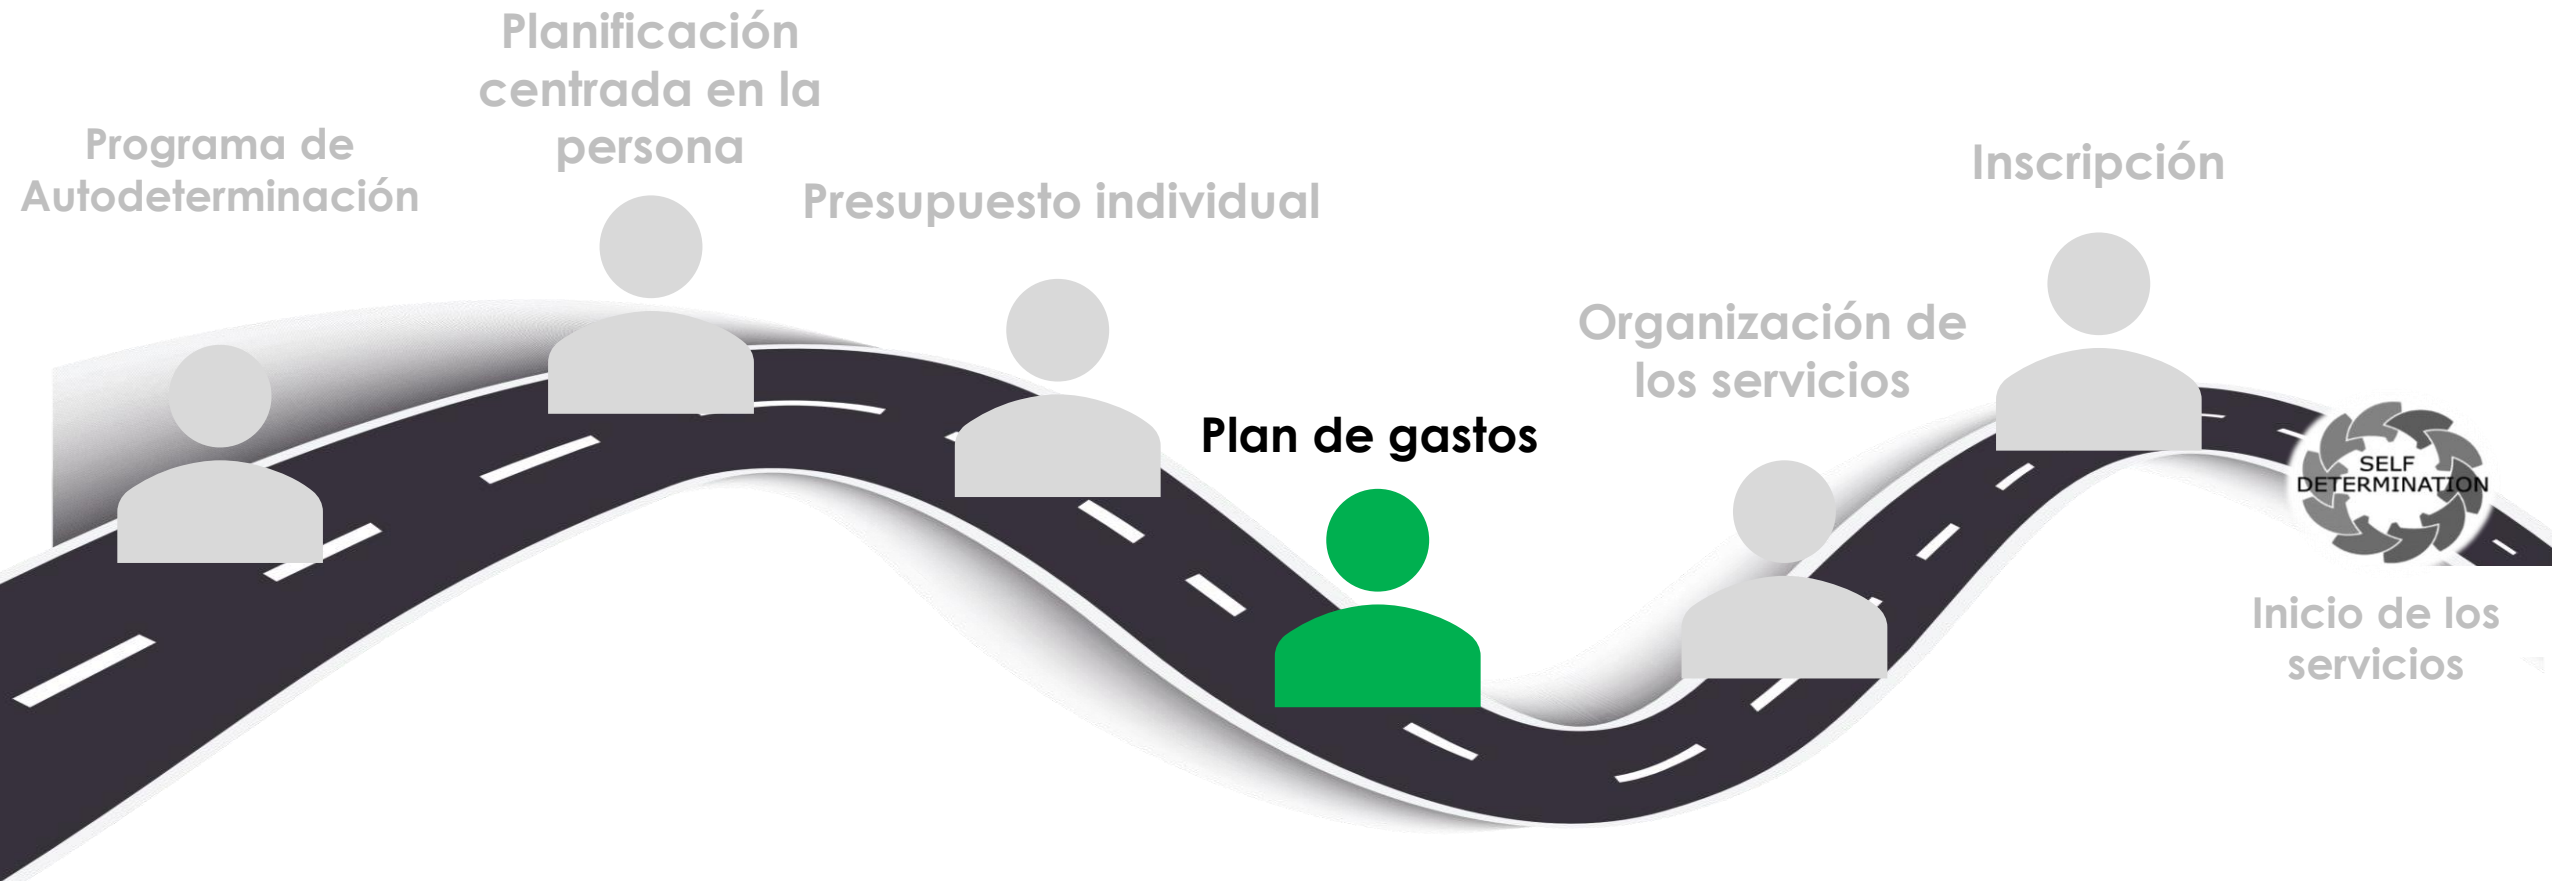 Programa de
Autodeterminación
Planificación
centrada en la
persona
Presupuesto individual
Plan de gastos
Organización de
los servicios
Inscripción
SELF
DETERMINATION
Inicio de los
servicios